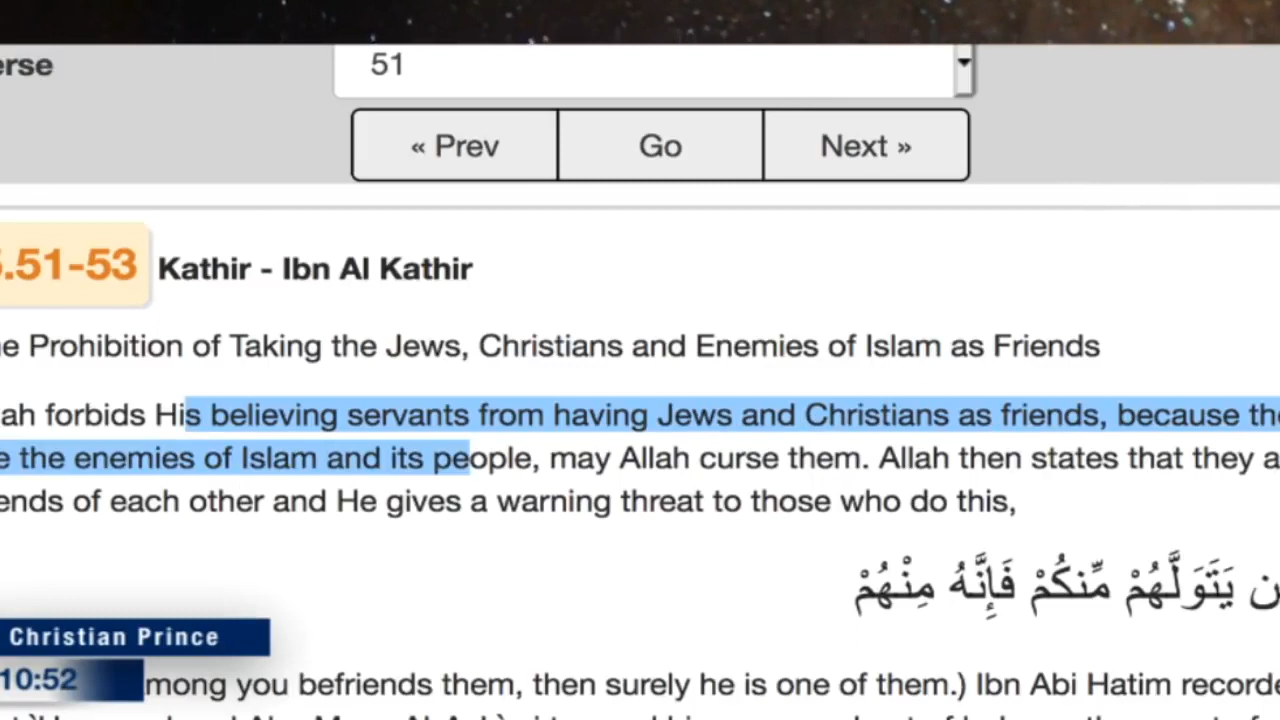 erse
51
« Prev
Go
Next »
.51-53
Kathir - Ibn Al Kathir
e Prohibition of Taking the Jews, Christians and Enemies of Islam as Friends
ah forbids His believing servants from having Jews and Christians as friends, because the
e the enemies of Islam and its people, may Allah curse them. Allah then states that they a
ends of each other and He gives a warning threat to those who do this,
ن يَتَوَلَّهُمْ مِّنكُمْ فَإِنَّهُ مِنْهُمْ
Christian Prince
10:52
mong you befriends them, then surely he is one of them.) Ibn Abi Hatim recorde